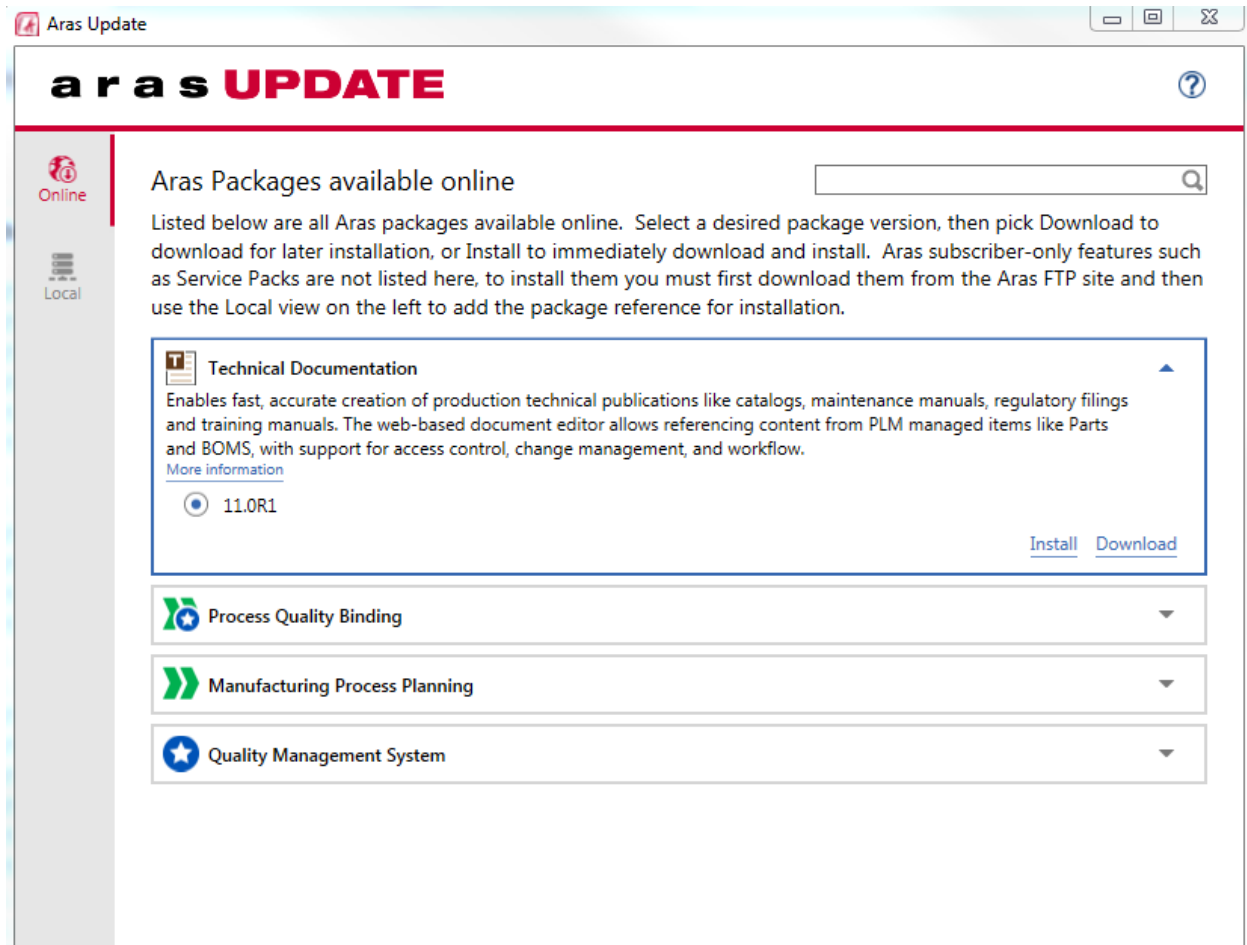 Aras Update
aras UPDATE
Online
Local
Aras Packages available online
Listed below are all Aras packages available online.  Select a desired package version, then pick Download to
download for later installation, or Install to immediately download and install.  Aras subscriber-only features such
as Service Packs are not listed here, to install them you must first download them from the Aras FTP site and then
use the Local view on the left to add the package reference for installation.
T Technical Documentation
Enables fast, accurate creation of production technical publications like catalogs, maintenance manuals, regulatory filings
and training manuals. The web-based document editor allows referencing content from PLM managed items like Parts
and BOMS, with support for access control, change management, and workflow.
More information
11.0R1
Install Download
Process Quality Binding
Manufacturing Process Planning
Quality Management System